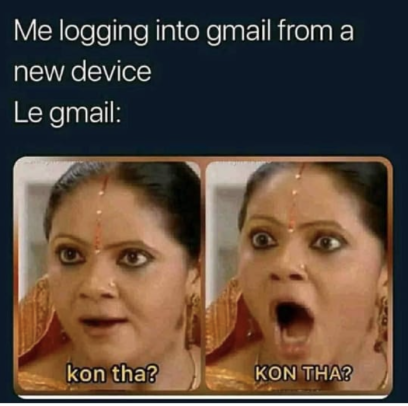 Me logging into gmail from a
new device
Le gmail:
kon tha?
KON THA?